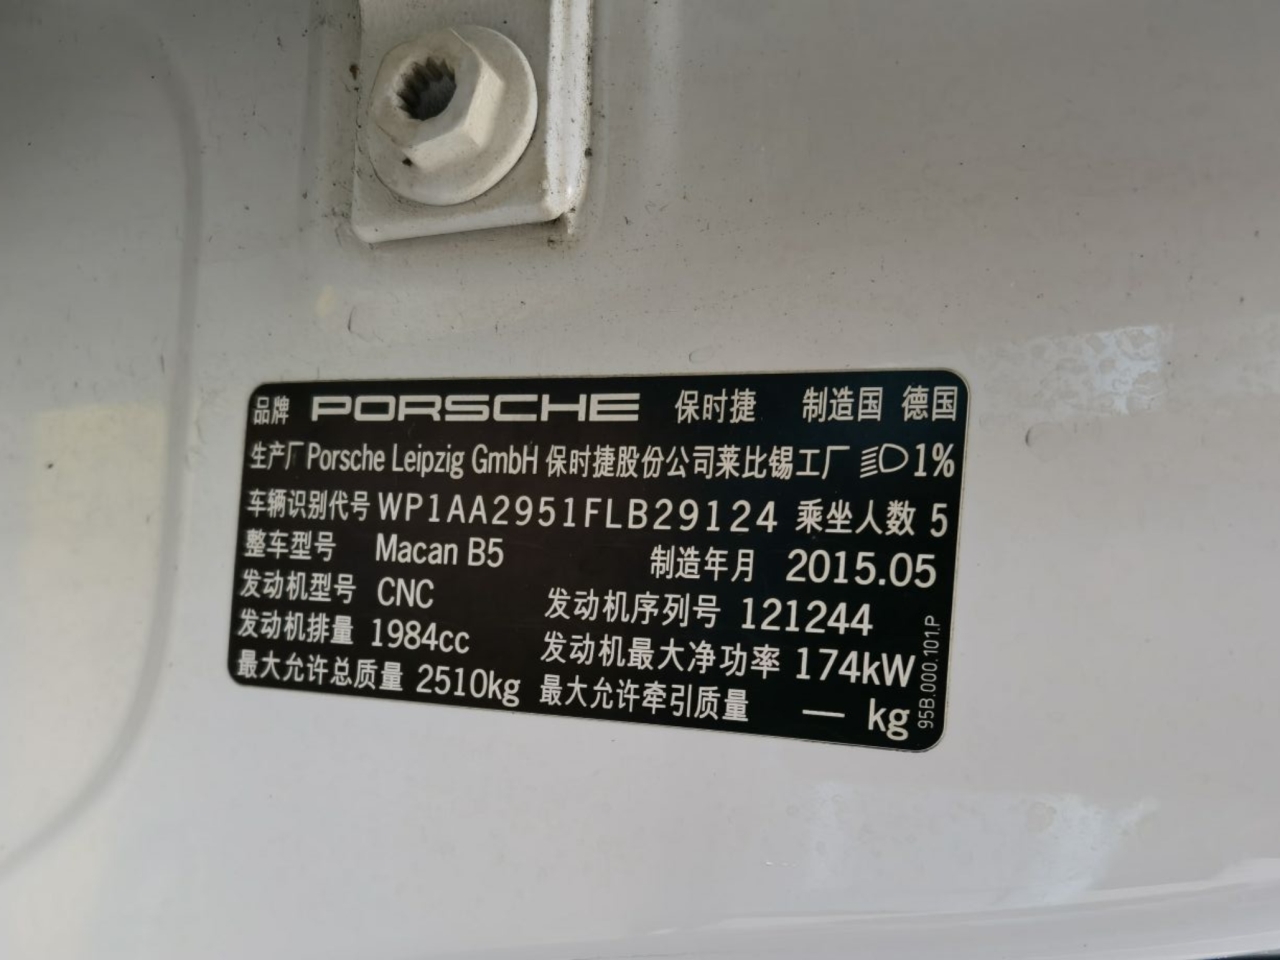 品牌 PORSCHE 保时捷 制造国 德国
生产厂 Porsche Leipzig GmbH 保时捷股份公司莱比锡工厂 1%
车辆识别代号 WP1AA2951FLB29124 乘坐人数 5
整车型号 Macan B5 制造年月 2015.05
发动机型号 CNC 发动机序列号 121244
发动机排量 1984cc 发动机最大净功率 174kW
最大允许总质量 2510kg 最大允许牵引质量 — kg
95B.000.101.P